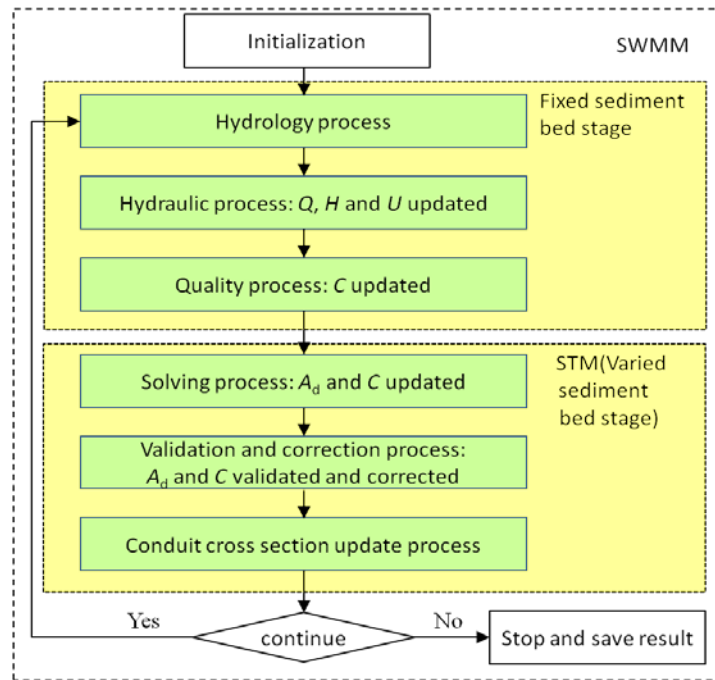 Initialization
SWMM
Fixed sediment
bed stage
Hydrology process
Hydraulic process: Q, H and U updated
Quality process: C updated
STM(Varied
sediment
bed stage)
Solving process: Ad and C updated
Validation and correction process:
Ad and C validated and corrected
Conduit cross section update process
Yes
continue
No
Stop and save result